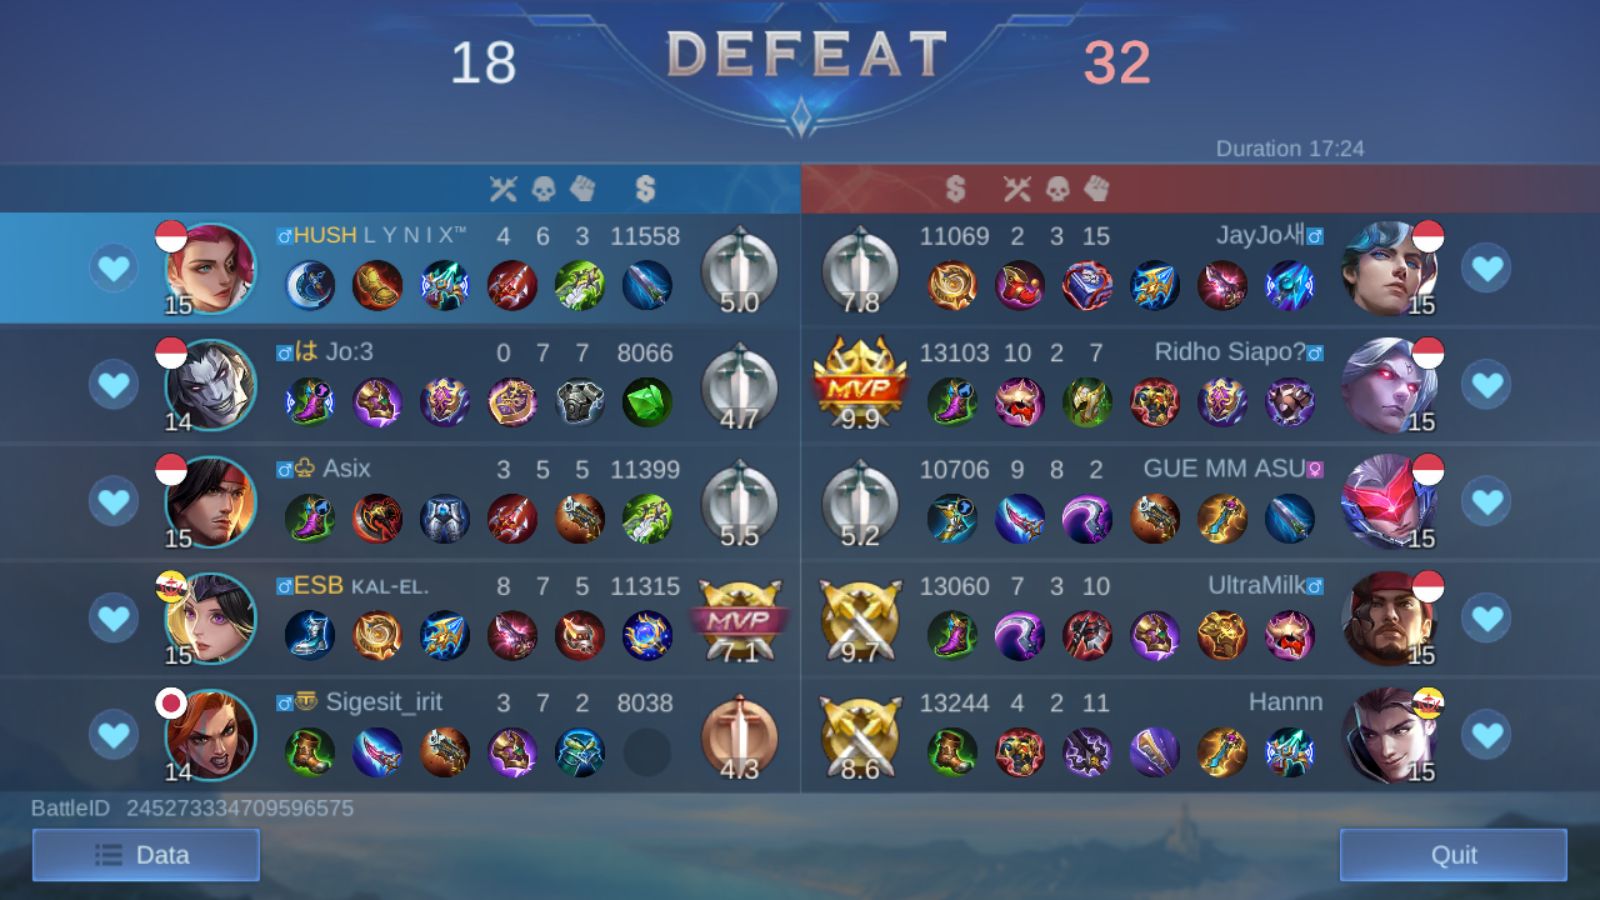 18 DEFEAT 32
Duration 17:24
HUSH L Y N I X™ 4 6 3 11558
15 5.0
7.8 11069 2 3 15 JayJo새
15
は Jo:3 0 7 7 8066
14 4.7
MVP 9.9 13103 10 2 7 Ridho Siapo?
15
Asix 3 5 5 11399
15 5.5
5.2 10706 9 8 2 GUE MM ASU
15
ESB KAL-EL. 8 7 5 11315
15 MVP 7.1
9.7 13060 7 3 10 UltraMilk
15
Sigesit_irit 3 7 2 8038
14 4.3
8.6 13244 4 2 11 Hannn
15
BattleID 245273334709596575
Data
Quit